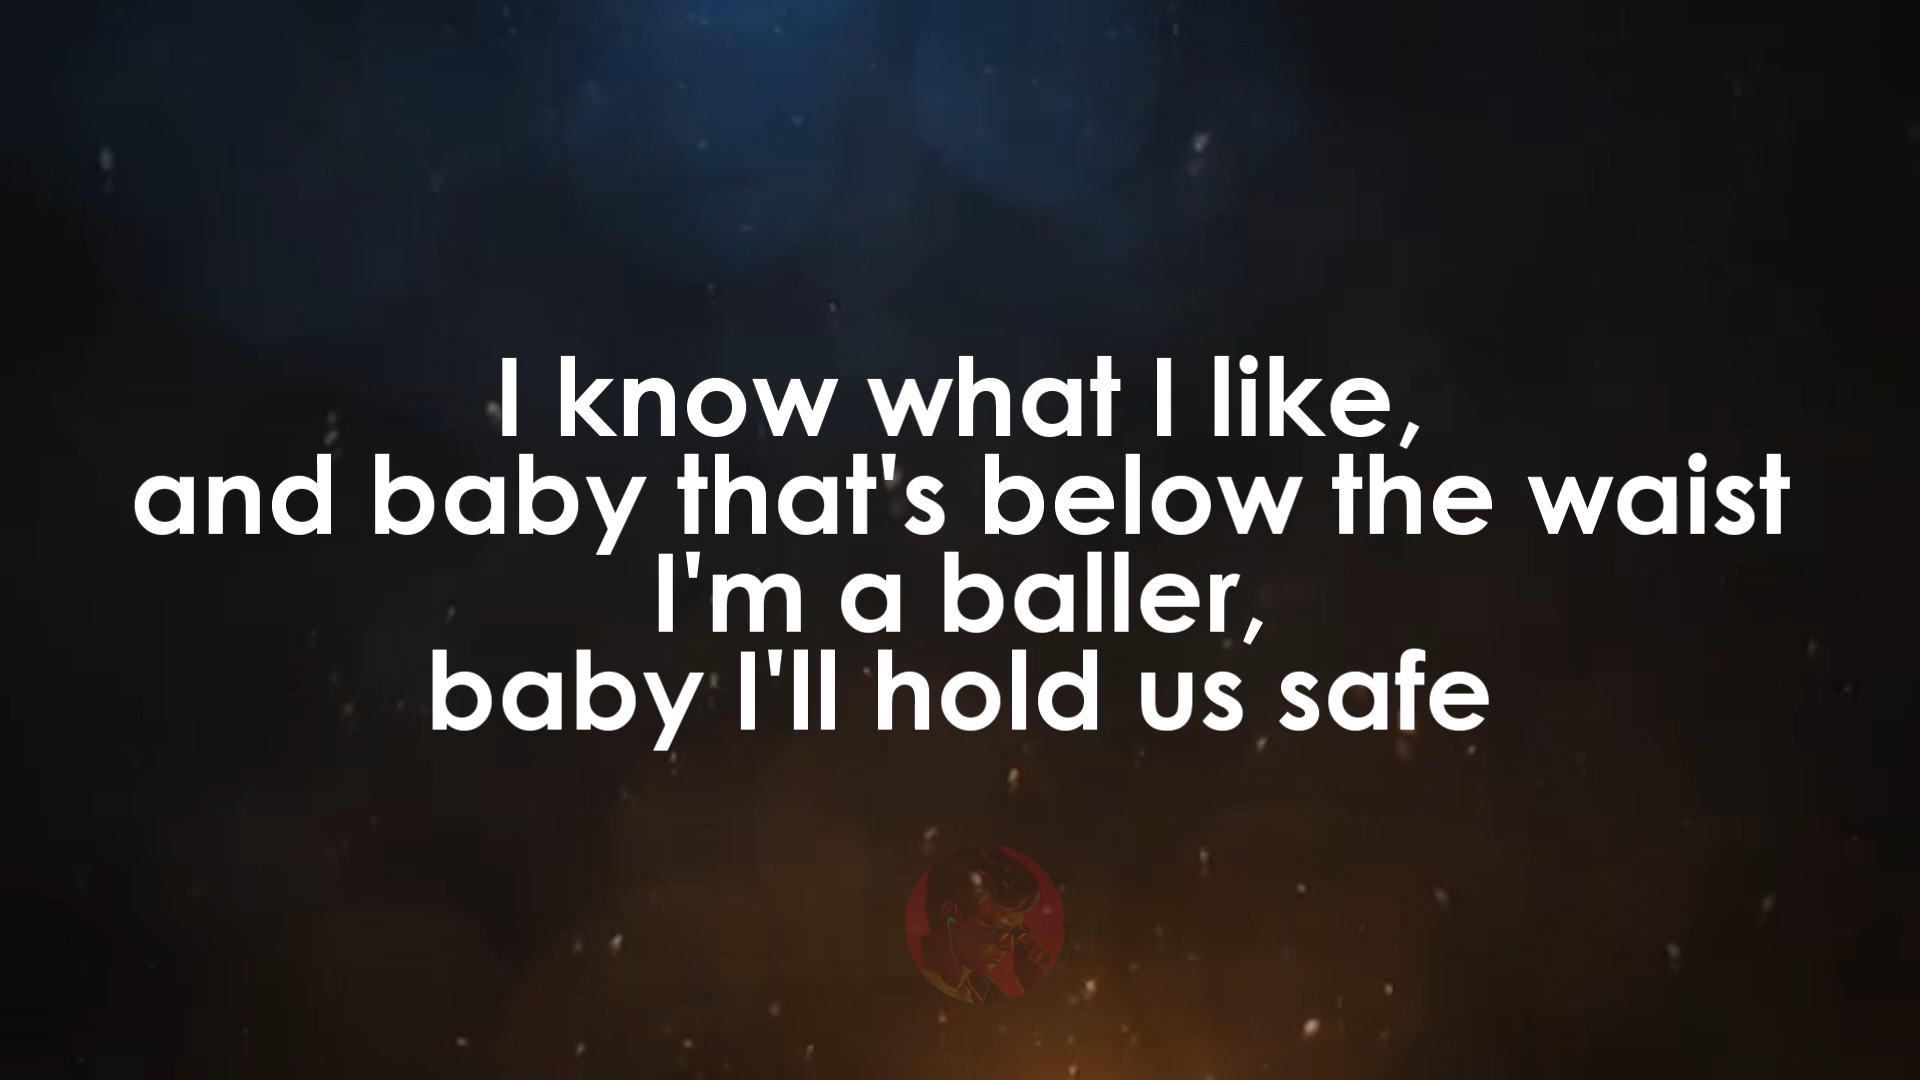 I know what I like,
and baby that's below the waist
I'm a baller,
baby I'll hold us safe